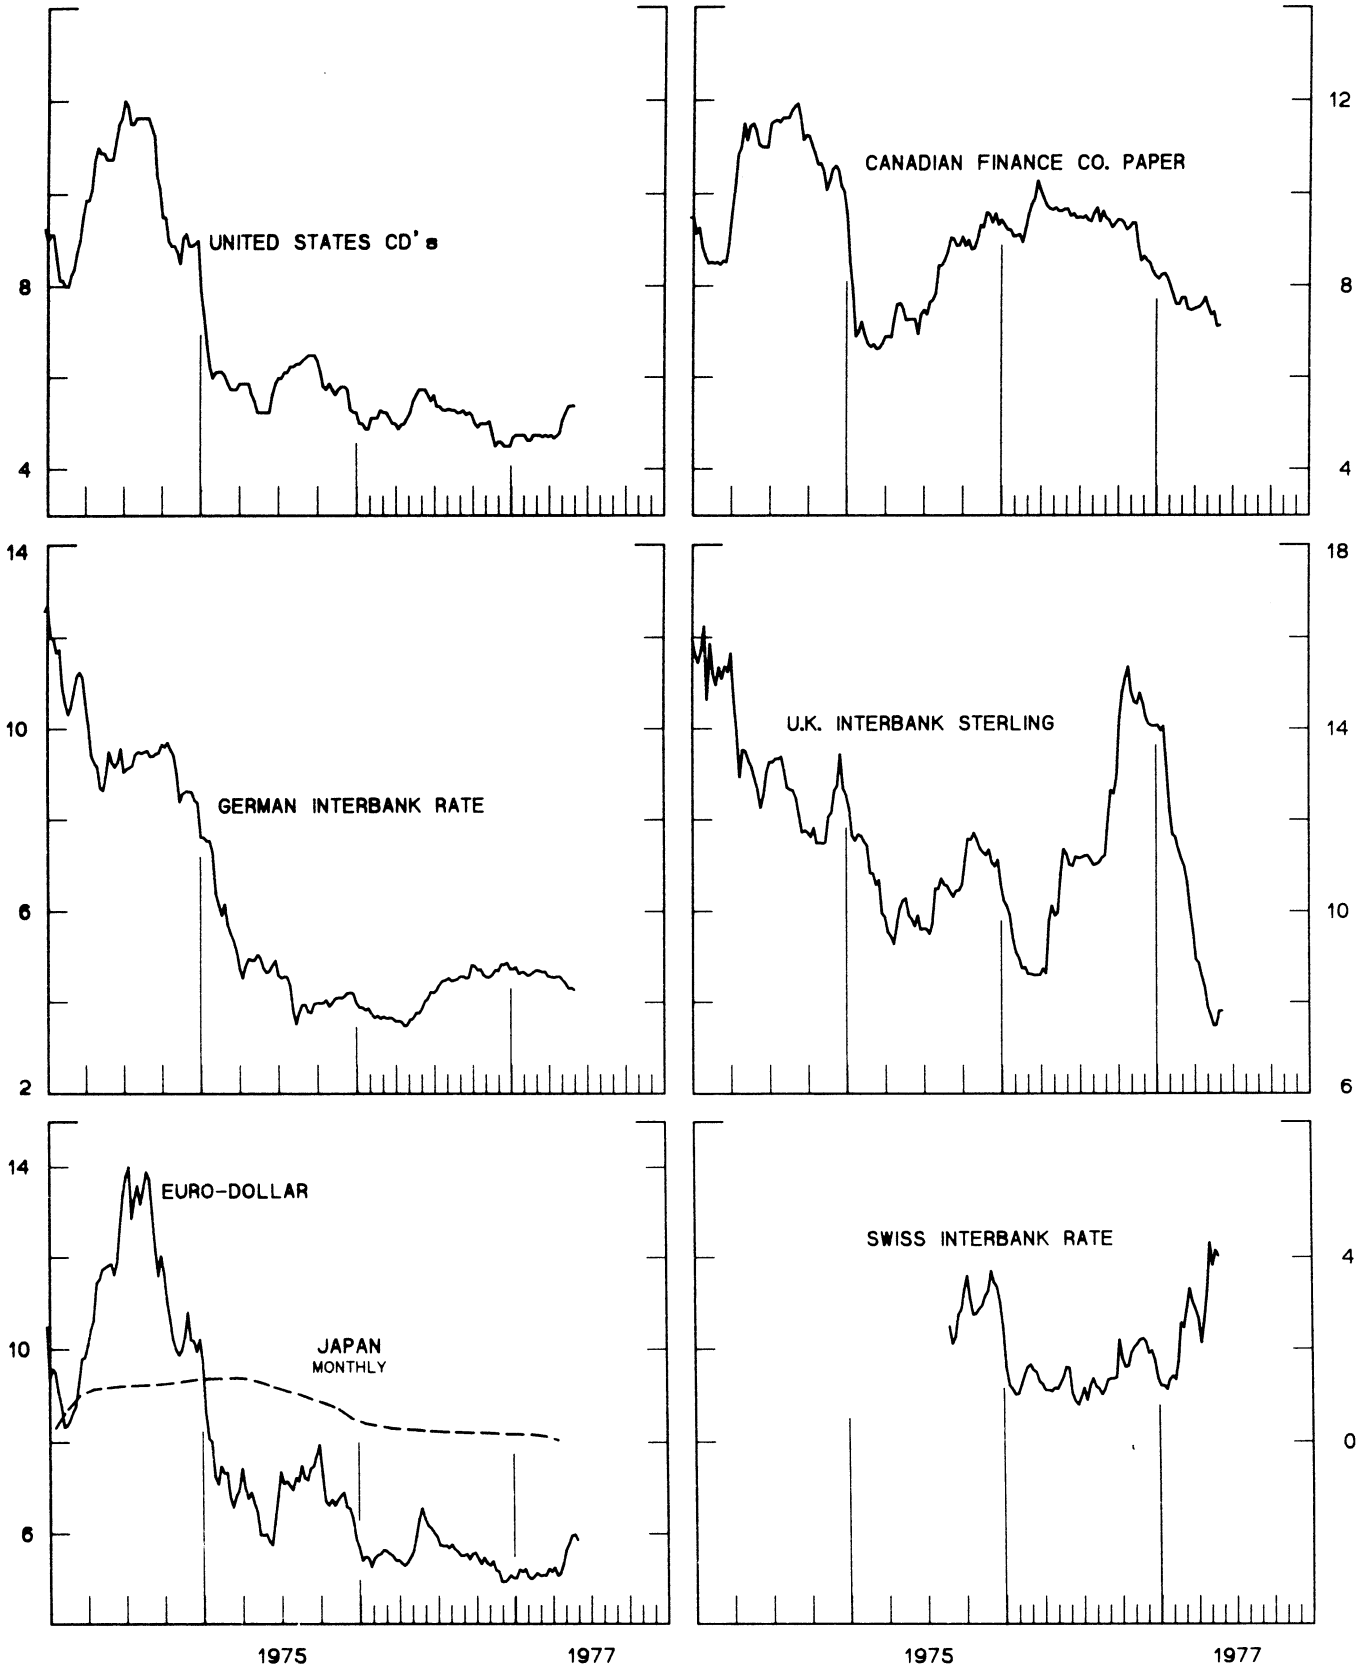 12
CANADIAN FINANCE CO. PAPER
UNITED STATES CD's
8
8
4
4
14
18
10
U.K. INTERBANK STERLING
14
GERMAN INTERBANK RATE
6
10
2
6
14
EURO-DOLLAR
SWISS INTERBANK RATE
4
10
JAPAN
MONTHLY
0
6
1975
1977
1975
1977